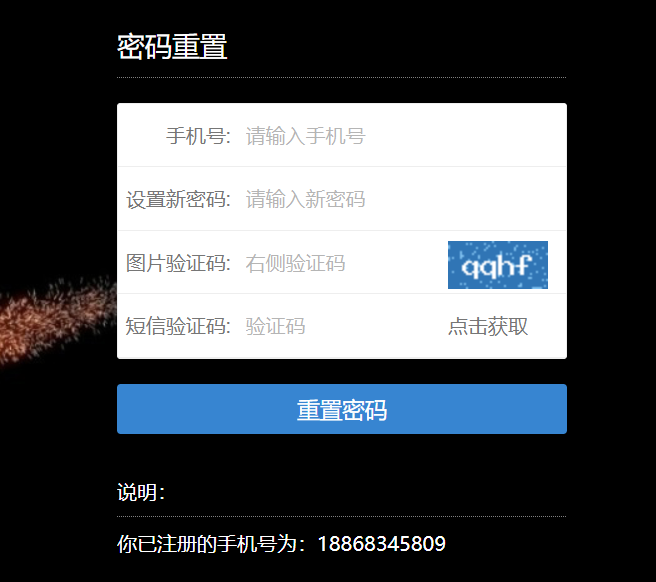 密码重置
手机号: 请输入手机号
设置新密码: 请输入新密码
图片验证码: 右侧验证码 qqhf
短信验证码: 验证码 点击获取
重置密码
说明：
你已注册的手机号为：18868345809